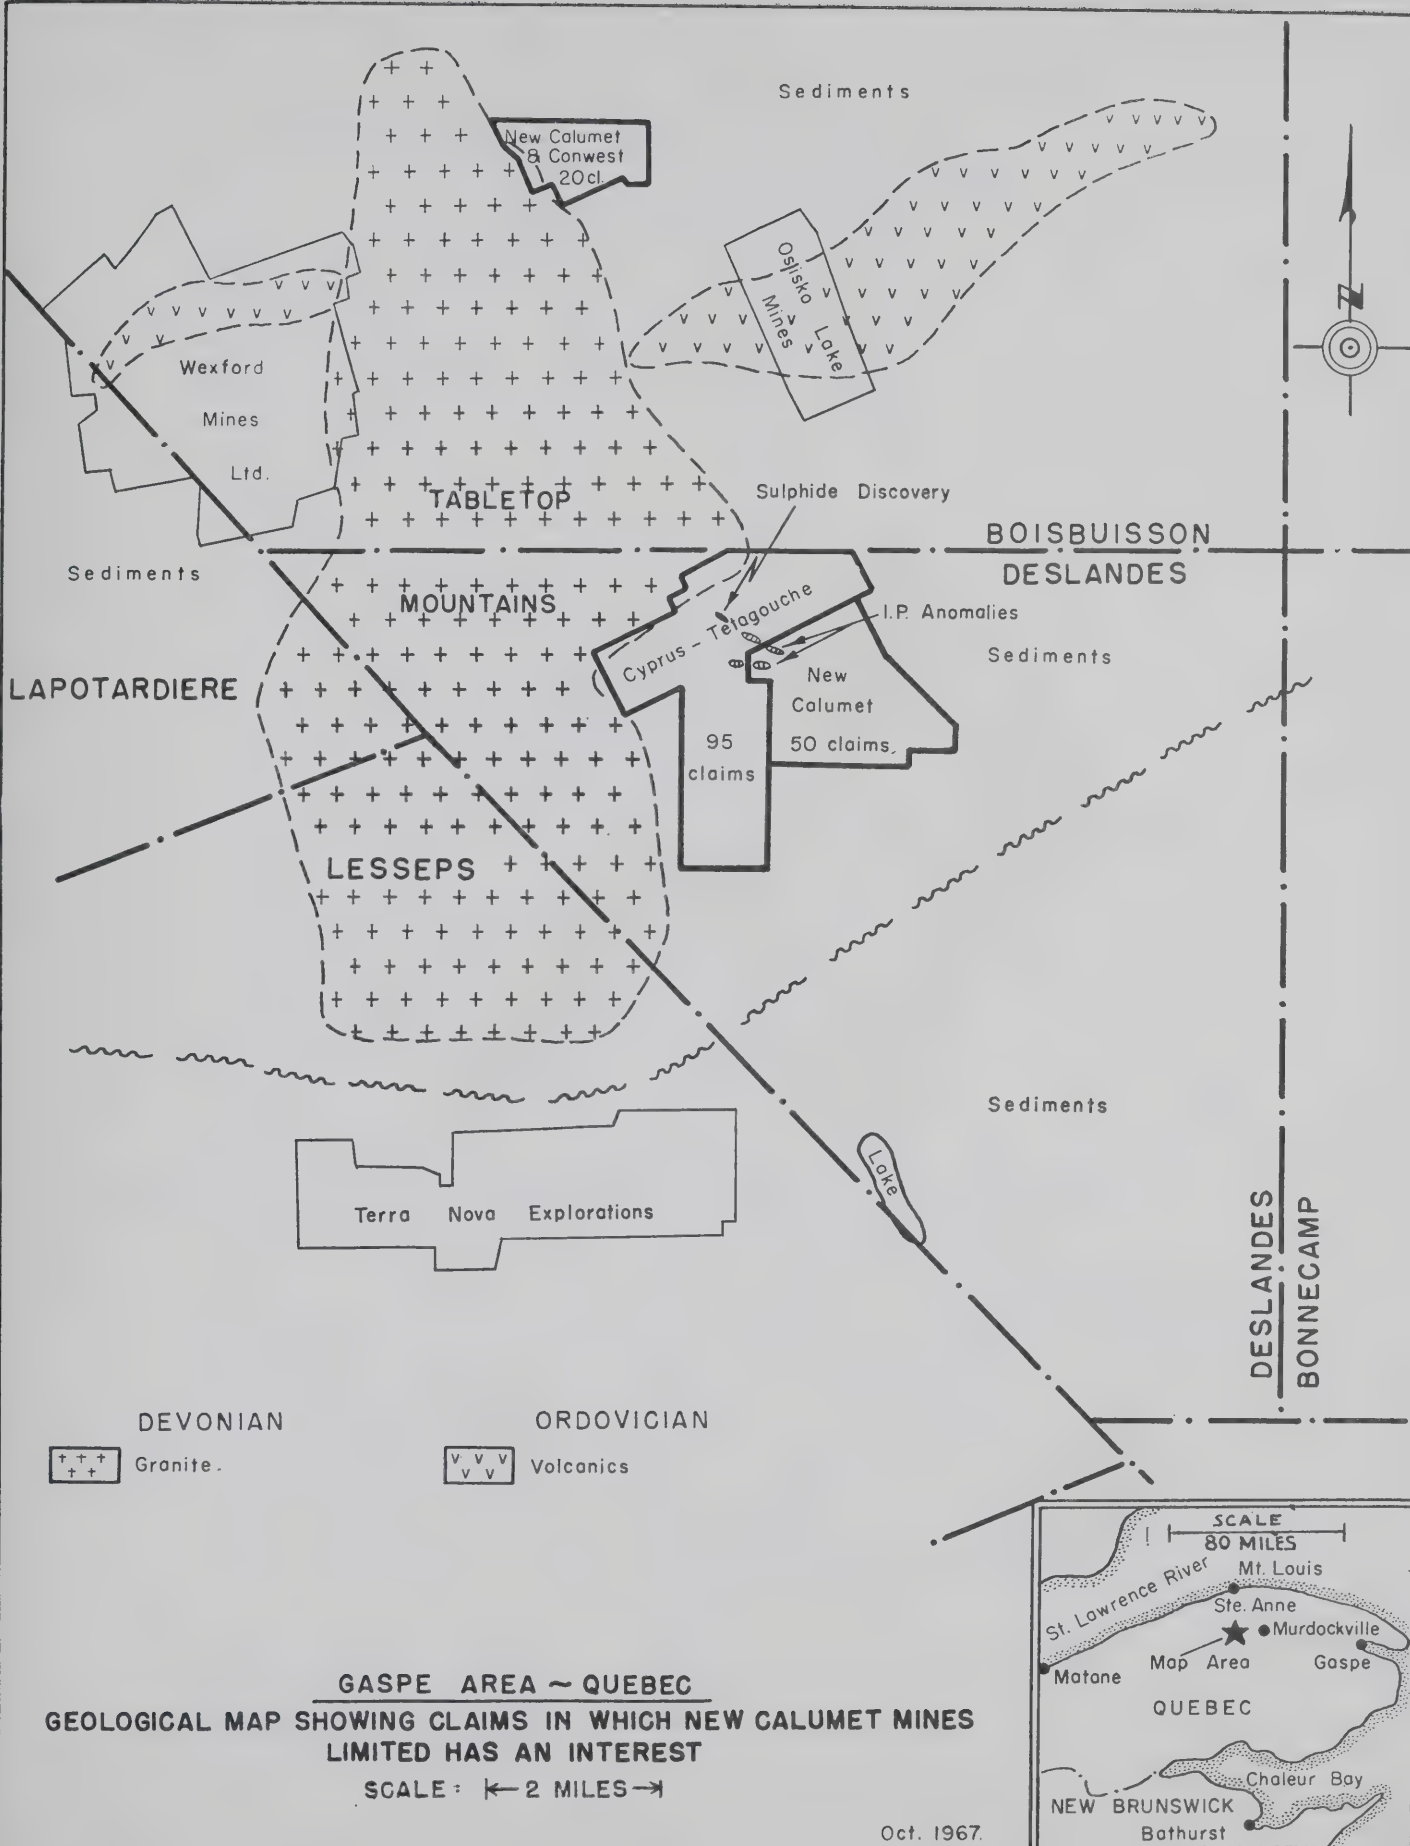 Sediments
New Calumet
& Conwest
20 cl.
Oslisko Lake
Mines
Wexford
Mines
Ltd.
TABLETOP
Sulphide Discovery
BOISBUISSON
DESLANDES
Sediments
MOUNTAINS
Cyprus - Tetagouche
I.P. Anomalies
Sediments
LAPOTARDIERE
New
Calumet
50 claims.
95
claims
LESSEPS
Sediments
Lake
Terra Nova Explorations
DESLANDES
BONNECAMP
DEVONIAN
Granite.
ORDOVICIAN
Volcanics
SCALE
80 MILES
St. Lawrence River
Mt. Louis
Ste. Anne
Murdockville
Map Area
Gaspe
Matane
QUEBEC
Chaleur Bay
NEW BRUNSWICK
Bathurst
GASPE AREA ~ QUEBEC
GEOLOGICAL MAP SHOWING CLAIMS IN WHICH NEW CALUMET MINES
LIMITED HAS AN INTEREST
SCALE: 2 MILES
Oct. 1967.
N